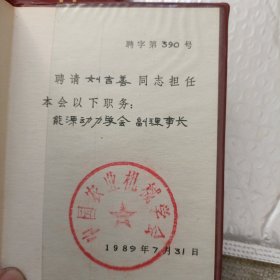 聘字第390号
聘请刘吉善同志担任
本会以下职务：
能源动力学会 副理事长
中国农业机械学会
1989年7月31日